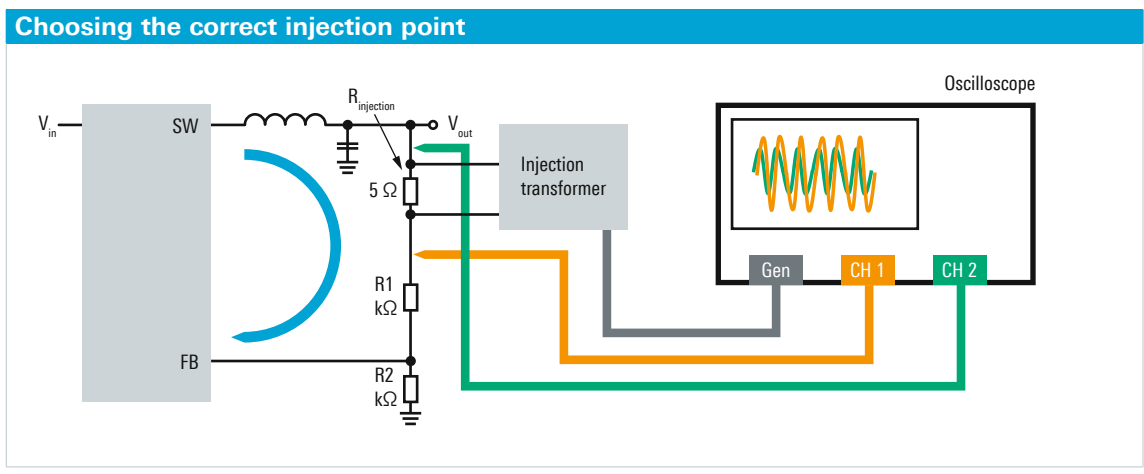 Choosing the correct injection point
Oscilloscope
R injection
V in
SW
V out
Injection
transformer
5 Ω
Gen
CH 1
CH 2
R1
kΩ
FB
R2
kΩ